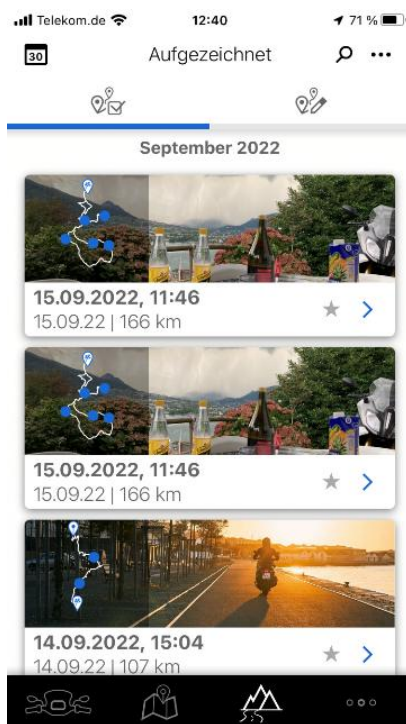 Telekom.de 12:40 71 %
30 Aufgezeichnet
September 2022
15.09.2022, 11:46
15.09.22 | 166 km
15.09.2022, 11:46
15.09.22 | 166 km
14.09.2022, 15:04
14.09.22 | 107 km